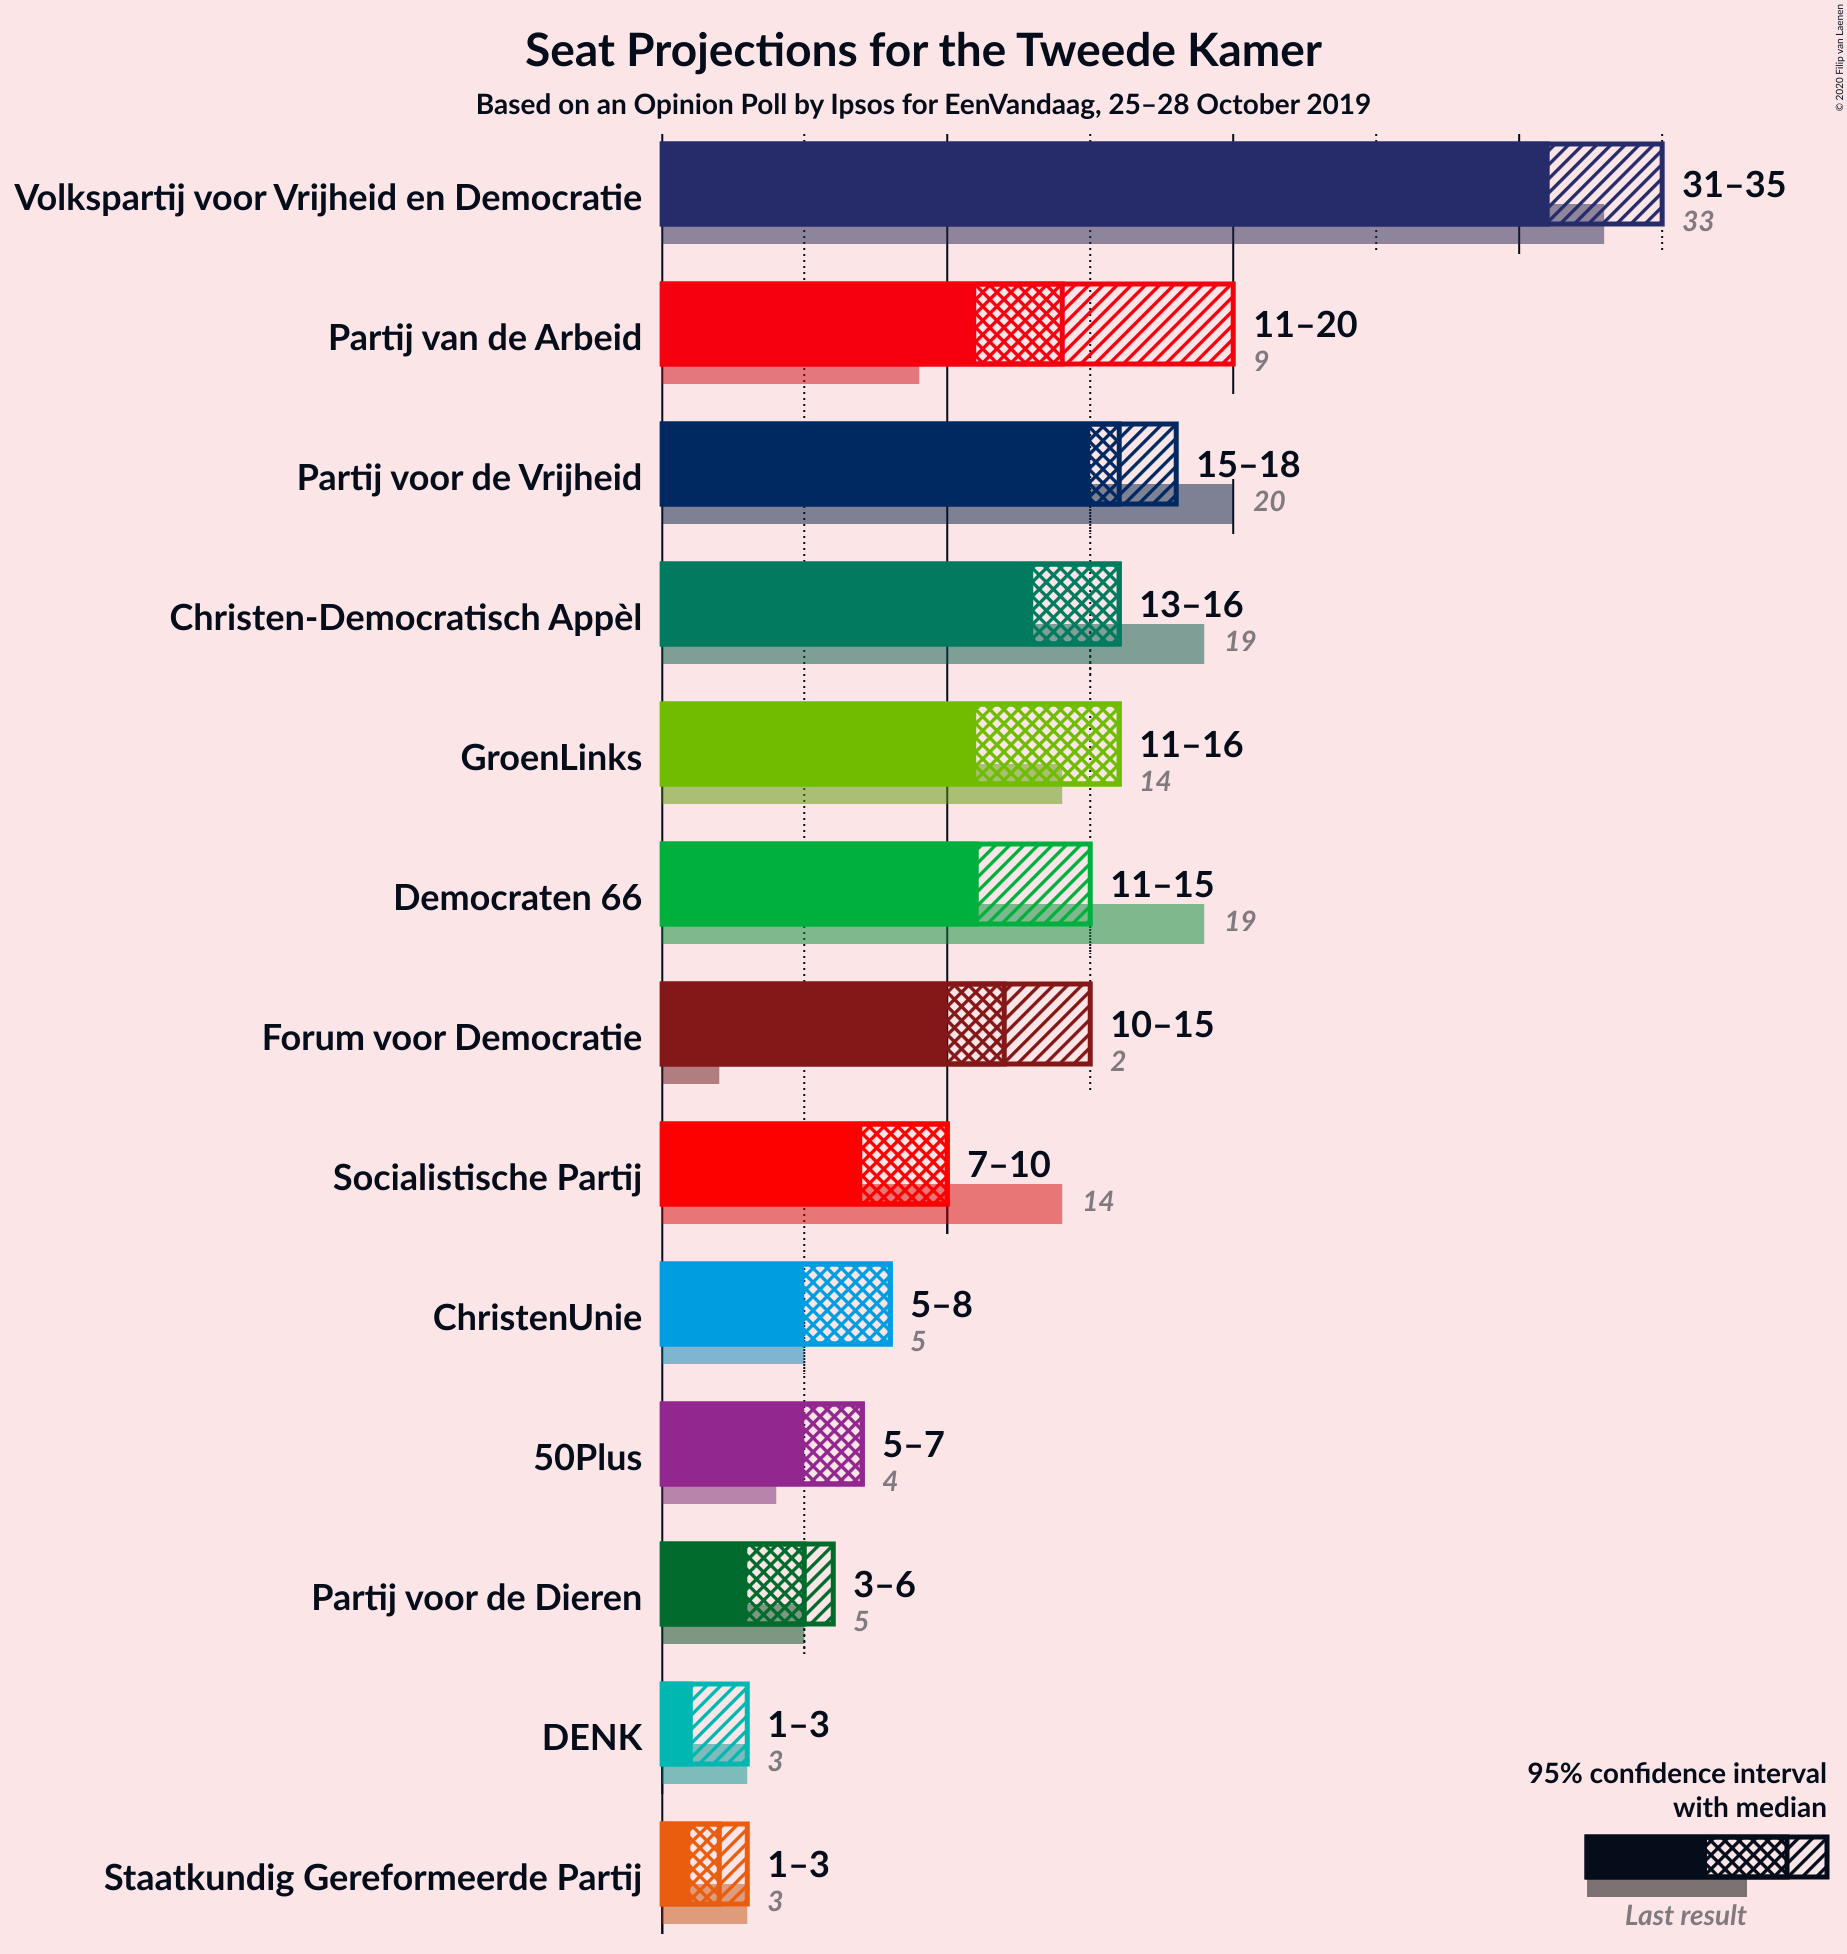 Seat Projections for the Tweede Kamer
Based on an Opinion Poll by Ipsos for EenVandaag, 25–28 October 2019
© 2020 Filip van Laenen
Volkspartij voor Vrijheid en Democratie
31–35
33
Partij van de Arbeid
11–20
9
Partij voor de Vrijheid
15–18
20
Christen-Democratisch Appèl
13–16
19
GroenLinks
11–16
14
Democraten 66
11–15
19
Forum voor Democratie
10–15
2
Socialistische Partij
7–10
14
ChristenUnie
5–8
5
50Plus
5–7
4
Partij voor de Dieren
3–6
5
DENK
1–3
3
Staatkundig Gereformeerde Partij
1–3
3
95% confidence interval
with median
Last result